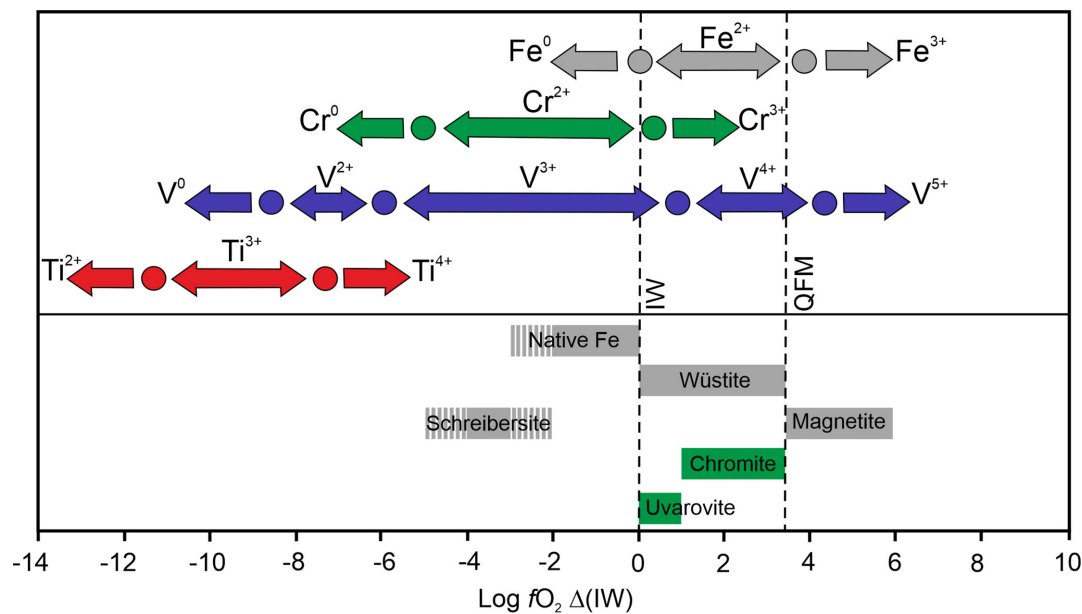 Fe⁰ Fe²⁺ Fe³⁺
Cr⁰ Cr²⁺ Cr³⁺
V⁰ V²⁺ V³⁺ V⁴⁺ V⁵⁺
Ti²⁺ Ti³⁺ Ti⁴⁺
IW
QFM
Native Fe
Wüstite
Schreibersite
Magnetite
Chromite
Uvarovite
-14 -12 -10 -8 -6 -4 -2 0 2 4 6 8 10
Log fO₂ Δ(IW)